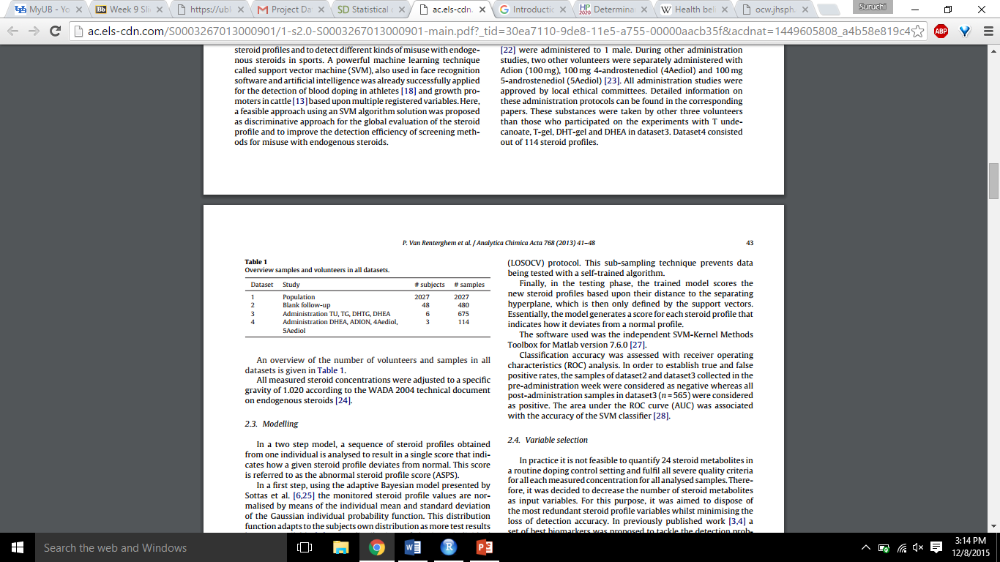 Suruchi
MyUB - Yo
Week 9 Sli
https://ubl
Project Da
Statistical
ac.els-cdn.
Introductio
Determina
Health bel
ocw.jhsph.
ac.els-cdn.com/S0003267013000901/1-s2.0-S0003267013000901-main.pdf?_tid=30ea7110-9de8-11e5-a755-00000aacb35f&acdnat=1449605808_a4b58e819c4
ABP
steroid profiles and to detect different kinds of misuse with endoge-
nous steroids in sports. A powerful machine learning technique
called support vector machine (SVM), also used in face recognition
software and artificial intelligence was already successfully applied
for the detection of blood doping in athletes [18] and growth pro-
moters in cattle [13] based upon multiple registered variables. Here,
a feasible approach using an SVM algorithm solution was proposed
as discriminative approach for the global evaluation of the steroid
profile and to improve the detection efficiency of screening meth-
ods for misuse with endogenous steroids.
[22] were administered to 1 male. During other administration
studies, two other volunteers were separately administered with
Adion (100 mg), 100 mg 4-androstenediol (4Aediol) and 100 mg
5-androstenediol (5Aediol) [23]. All administration studies were
approved by local ethical committees. Detailed information on
these administration protocols can be found in the corresponding
papers. These substances were taken by other three volunteers
than those who participated on the experiments with T unde-
canoate, T-gel, DHT-gel and DHEA in dataset3. Dataset4 consisted
out of 114 steroid profiles.
P. Van Renterghem et al. / Analytica Chimica Acta 768 (2013) 41–48 43
Table 1
Overview samples and volunteers in all datasets.
Dataset Study # subjects # samples
1 Population 2027 2027
2 Blank follow-up 48 480
3 Administration TU, TG, DHTG, DHEA 6 675
4 Administration DHEA, ADION, 4Aediol, 3 114
5Aediol
An overview of the number of volunteers and samples in all
datasets is given in Table 1.
All measured steroid concentrations were adjusted to a specific
gravity of 1.020 according to the WADA 2004 technical document
on endogenous steroids [24].
2.3. Modelling
In a two step model, a sequence of steroid profiles obtained
from one individual is analysed to result in a single score that indi-
cates how a given steroid profile deviates from normal. This score
is referred to as the abnormal steroid profile score (ASPS).
In a first step, using the adaptive Bayesian model presented by
Sottas et al. [6,25] the monitored steroid profile values are nor-
malised by means of the individual mean and standard deviation
of the Gaussian individual probability function. This distribution
function adapts to the subjects own distribution as more test results
(LOSOCV) protocol. This sub-sampling technique prevents data
being tested with a self-trained algorithm.
Finally, in the testing phase, the trained model scores the
new steroid profiles based upon their distance to the separating
hyperplane, which is then only defined by the support vectors.
Essentially, the model generates a score for each steroid profile that
indicates how it deviates from a normal profile.
The software used was the independent SVM-Kernel Methods
Toolbox for Matlab version 7.6.0 [27].
Classification accuracy was assessed with receiver operating
characteristics (ROC) analysis. In order to establish true and false
positive rates, the samples of dataset2 and dataset3 collected in the
pre-administration week were considered as negative whereas all
post-administration samples in dataset3 (n = 565) were considered
as positive. The area under the ROC curve (AUC) was associated
with the accuracy of the SVM classifier [28].
2.4. Variable selection
In practice it is not feasible to quantify 24 steroid metabolites in
a routine doping control setting and fulfil all severe quality criteria
for all each measured concentration for all analysed samples. There-
fore, it was decided to decrease the number of steroid metabolites
as input variables. For this purpose, it was aimed to dispose of
the most redundant steroid profile variables whilst minimising the
loss of detection accuracy. In previously published work [3,4] a
set of best biomarkers was proposed to tackle the detection prob-
Search the web and Windows
3:14 PM
12/8/2015